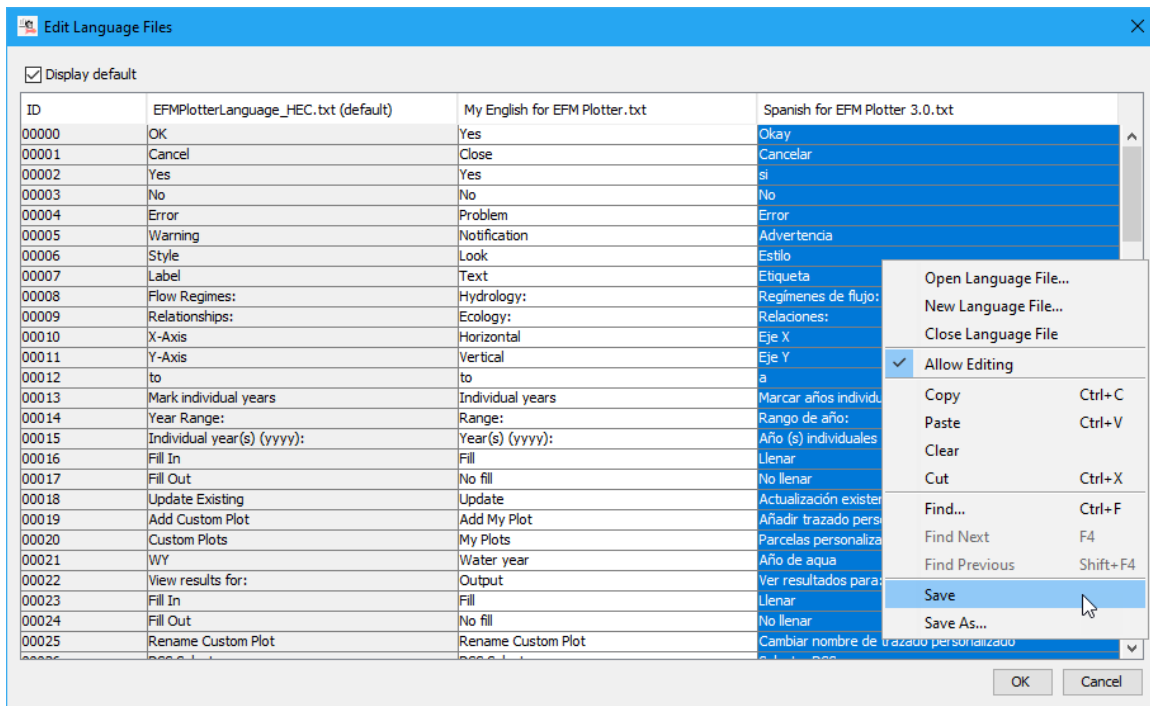 Edit Language Files
Display default
ID EFMPlotterLanguage_HEC.txt (default) My English for EFM Plotter.txt Spanish for EFM Plotter 3.0.txt
00000 OK Yes Okay
00001 Cancel Close Cancelar
00002 Yes Yes si
00003 No No No
00004 Error Problem Error
00005 Warning Notification Advertencia
00006 Style Look Estilo
00007 Label Text Etiqueta
00008 Flow Regimes: Hydrology: Regímenes de flujo:
00009 Relationships: Ecology: Relaciones:
00010 X-Axis Horizontal Eje X
00011 Y-Axis Vertical Eje Y
00012 to to a
00013 Mark individual years Individual years Marcar años
00014 Year Range: Range: Rango de año:
00015 Individual year(s) (yyyy): Year(s) (yyyy): Año (s) individuales
00016 Fill In Fill Llenar
00017 Fill Out No fill No llenar
00018 Update Existing Update Actualización
00019 Add Custom Plot Add My Plot Añadir trazado
00020 Custom Plots My Plots Parcelas
00021 WY Water year Año de aqua
00022 View results for: Output Ver resultados para:
00023 Fill In Fill Llenar
00024 Fill Out No fill No llenar
00025 Rename Custom Plot Rename Custom Plot Cambiar nombre de trazado personalizado
Open Language File...
New Language File...
Close Language File
Allow Editing
Copy Ctrl+C
Paste Ctrl+V
Clear
Cut Ctrl+X
Find... Ctrl+F
Find Next F4
Find Previous Shift+F4
Save
Save As...
OK Cancel